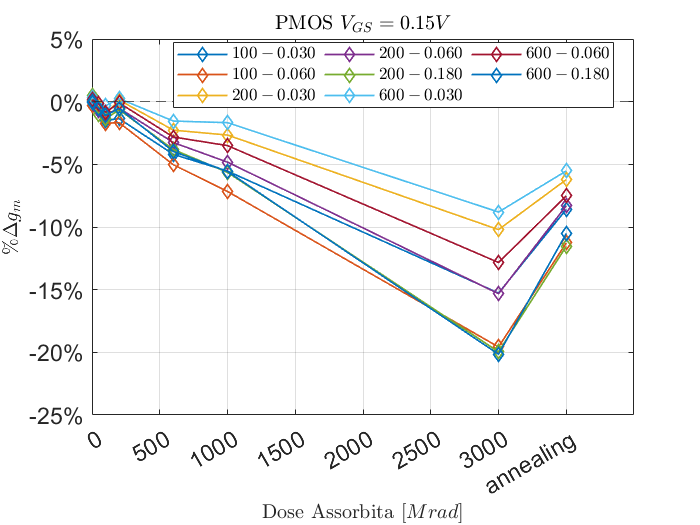 PMOS V_{GS} = 0.15V
5%
0%
-5%
-10%
-15%
-20%
-25%
%Δg_m
100 − 0.030
200 − 0.060
600 − 0.060
100 − 0.060
200 − 0.180
600 − 0.180
200 − 0.030
600 − 0.030
0
500
1000
1500
2000
2500
3000
annealing
Dose Assorbita [Mrad]